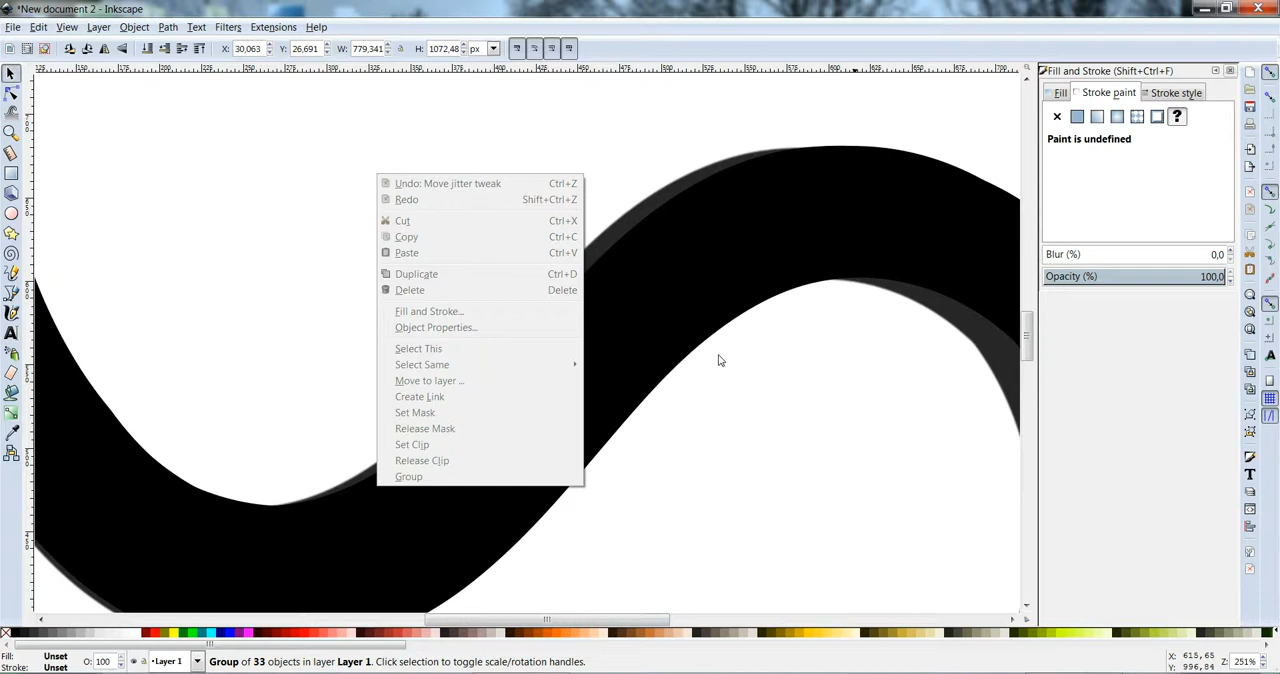 *New document 2 - Inkscape
File Edit View Layer Object Path Text Filters Extensions Help
X: 30,063 Y: 26,691 W: 779,341 H: 1072,48 px
Fill and Stroke (Shift+Ctrl+F)
Fill Stroke paint Stroke style
Paint is undefined
Blur (%) 0,0
Opacity (%) 100,0
Undo: Move jitter tweak Ctrl+Z
Redo Shift+Ctrl+Z
Cut Ctrl+X
Copy Ctrl+C
Paste Ctrl+V
Duplicate Ctrl+D
Delete Delete
Fill and Stroke...
Object Properties...
Select This
Select Same
Move to layer ...
Create Link
Set Mask
Release Mask
Set Clip
Release Clip
Group
Fill: Unset
Stroke: Unset
O: 100
•Layer 1
Group of 33 objects in layer Layer 1. Click selection to toggle scale/rotation handles.
X: 615,65
Y: 996,84
Z: 251%